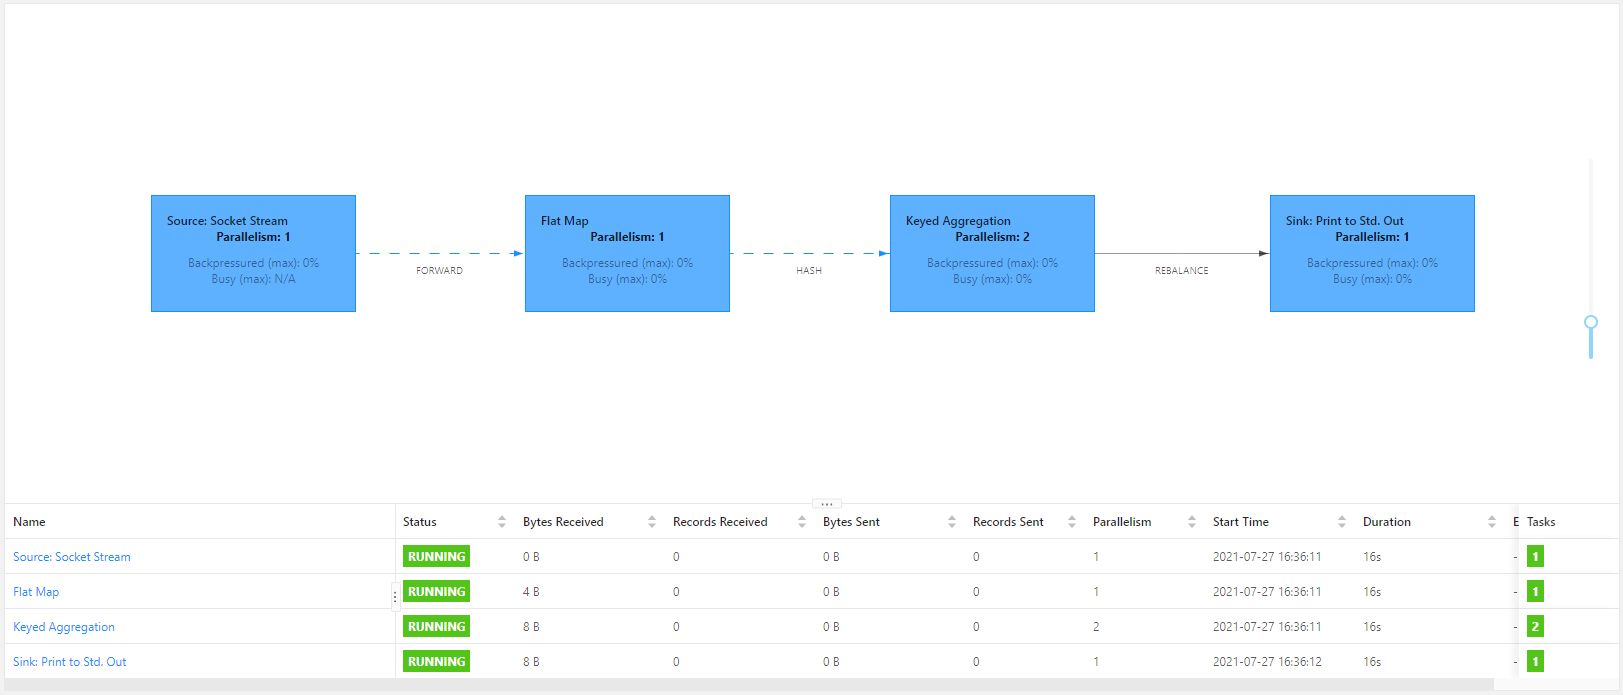 Source: Socket Stream
Parallelism: 1
Backpressured (max): 0%
Busy (max): N/A
FORWARD
Flat Map
Parallelism: 1
Backpressured (max): 0%
Busy (max): 0%
HASH
Keyed Aggregation
Parallelism: 2
Backpressured (max): 0%
Busy (max): 0%
REBALANCE
Sink: Print to Std. Out
Parallelism: 1
Backpressured (max): 0%
Busy (max): 0%
Name Status Bytes Received Records Received Bytes Sent Records Sent Parallelism Start Time Duration E Tasks
Source: Socket Stream RUNNING 0 B 0 0 B 0 1 2021-07-27 16:36:11 16s - 1
Flat Map RUNNING 4 B 0 0 B 0 1 2021-07-27 16:36:11 16s - 1
Keyed Aggregation RUNNING 8 B 0 0 B 0 2 2021-07-27 16:36:11 16s - 2
Sink: Print to Std. Out RUNNING 8 B 0 0 B 0 1 2021-07-27 16:36:12 16s - 1